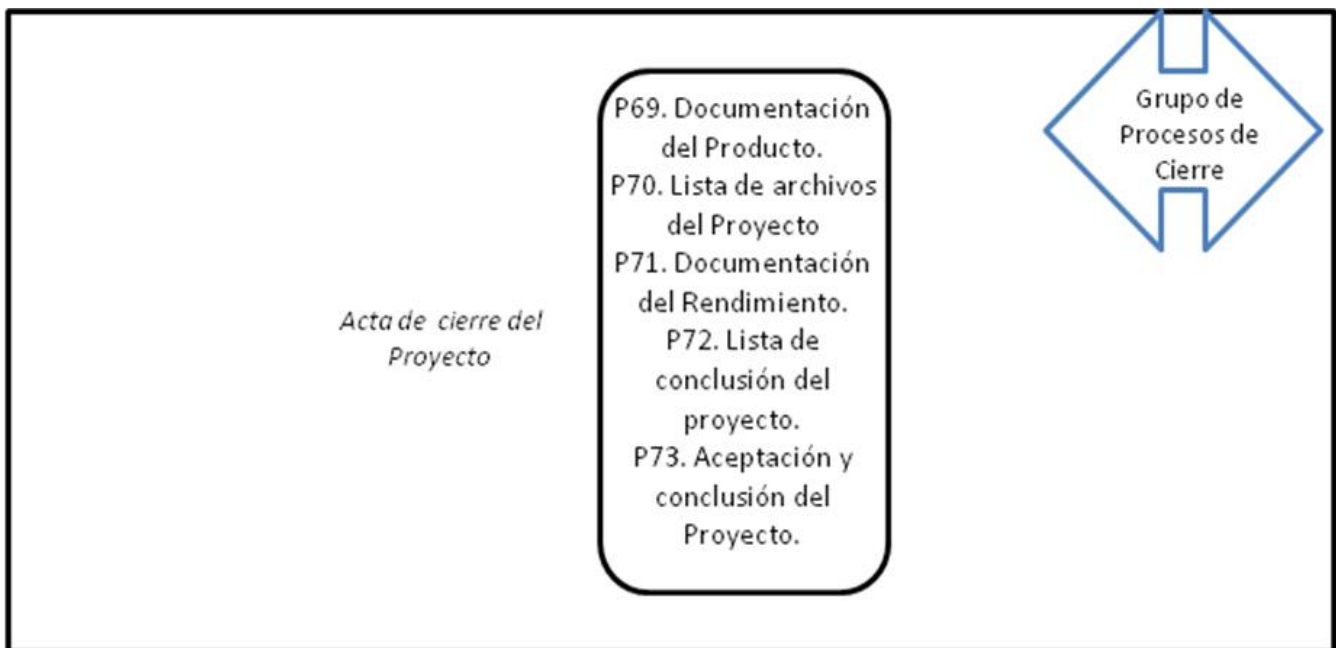 Acta de cierre del
Proyecto
P69. Documentación
del Producto.
P70. Lista de archivos
del Proyecto
P71. Documentación
del Rendimiento.
P72. Lista de
conclusión del
proyecto.
P73. Aceptación y
conclusión del
Proyecto.
Grupo de
Procesos de
Cierre